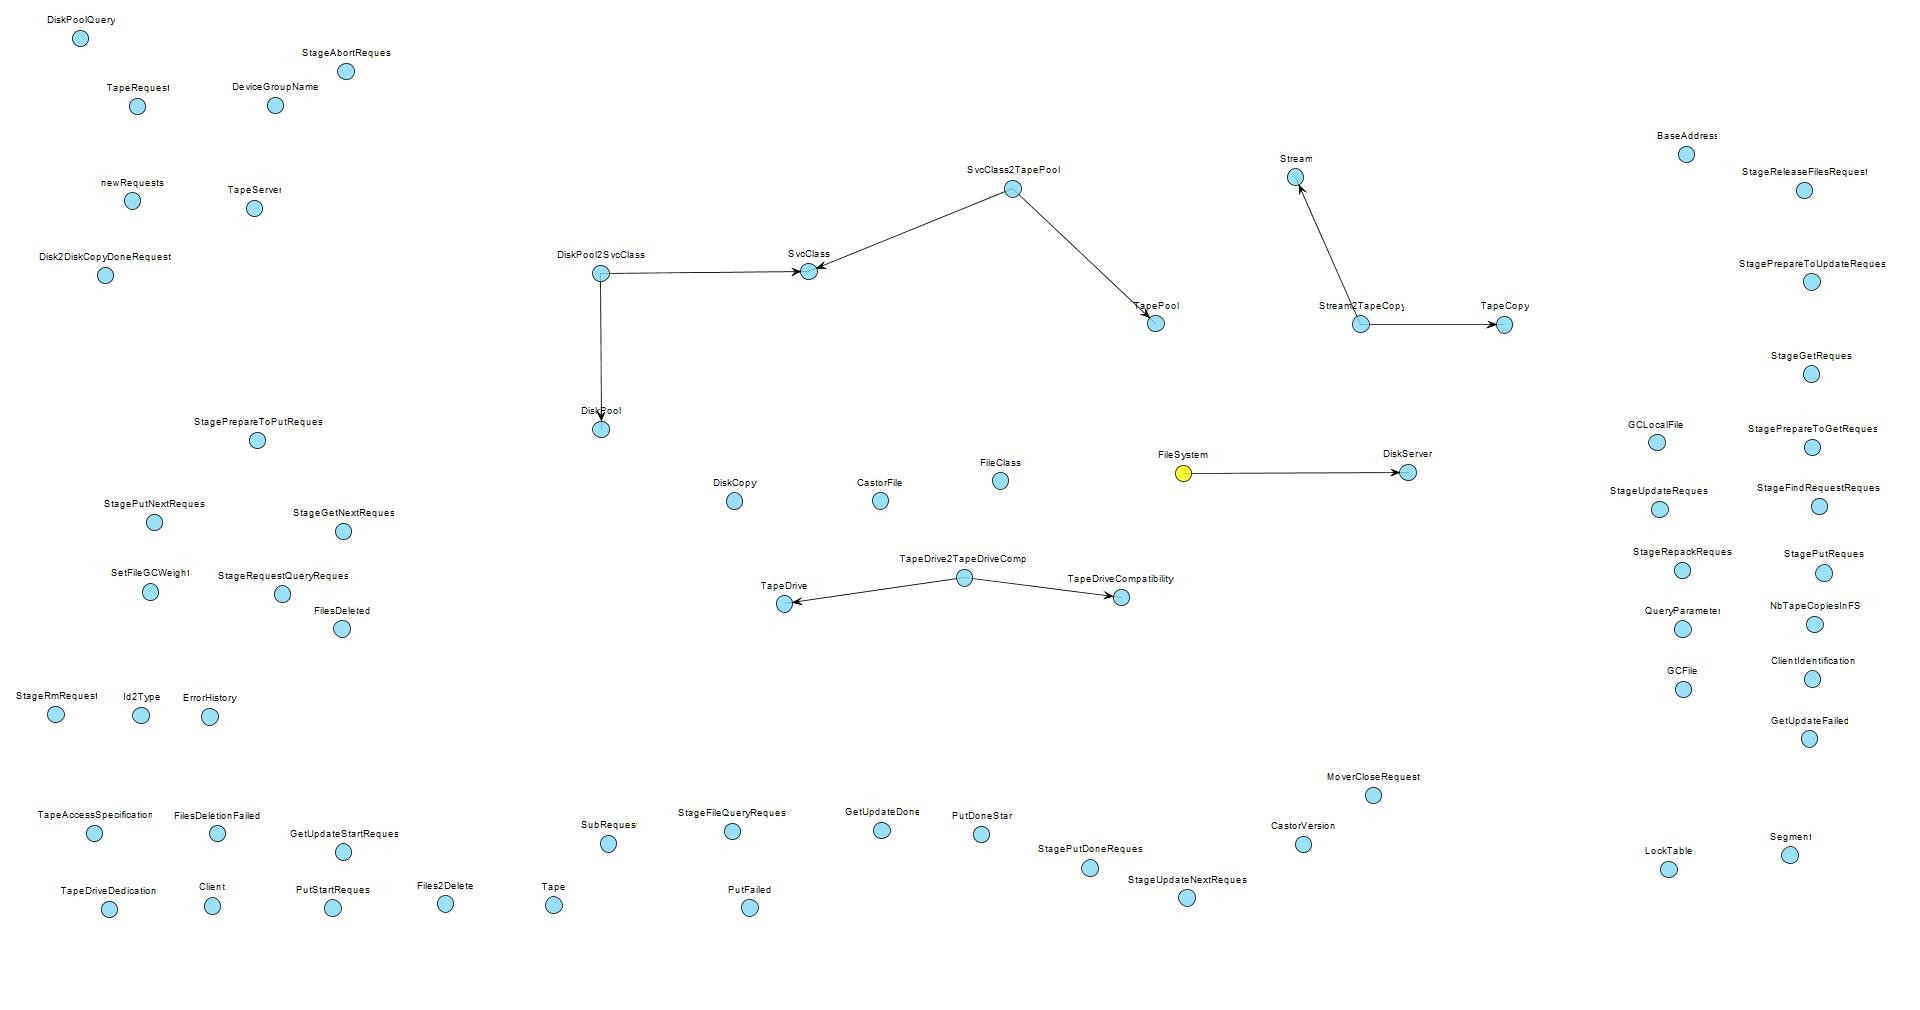 DiskPoolQuery
StageAbortReques
TapeRequest
DeviceGroupName
BaseAddress
Stream
SvcClass2TapePool
StageReleaseFilesRequest
newRequests
TapeServer
DiskPool2SvcClass
SvcClass
Disk2DiskCopyDoneRequest
StagePrepareToUpdateReques
TapePool
Stream2TapeCopy
TapeCopy
StageGetReques
DiskPool
StagePrepareToPutReques
GCLocalFile
StagePrepareToGetReques
FileSystem
DiskServer
FileClass
DiskCopy
CastorFile
StageUpdateReques
StageFindRequestReques
StagePutNextReques
StageGetNextReques
StageRepackReques
StagePutReques
TapeDrive2TapeDriveComp
SetFileGCWeight
StageRequestQueryReques
TapeDrive
TapeDriveCompatibility
FilesDeleted
QueryParameter
NbTapeCopiesInFS
GCFile
ClientIdentification
StageRmRequest
Id2Type
ErrorHistory
GetUpdateFailed
MoverCloseRequest
TapeAccessSpecification
FilesDeletionFailed
StageFileQueryReques
GetUpdateDone
PutDoneStar
SubReques
CastorVersion
GetUpdateStartReques
StagePutDoneReques
LockTable
Segment
StageUpdateNextReques
TapeDriveDedication
Client
PutStartReques
Files2Delete
Tape
PutFailed